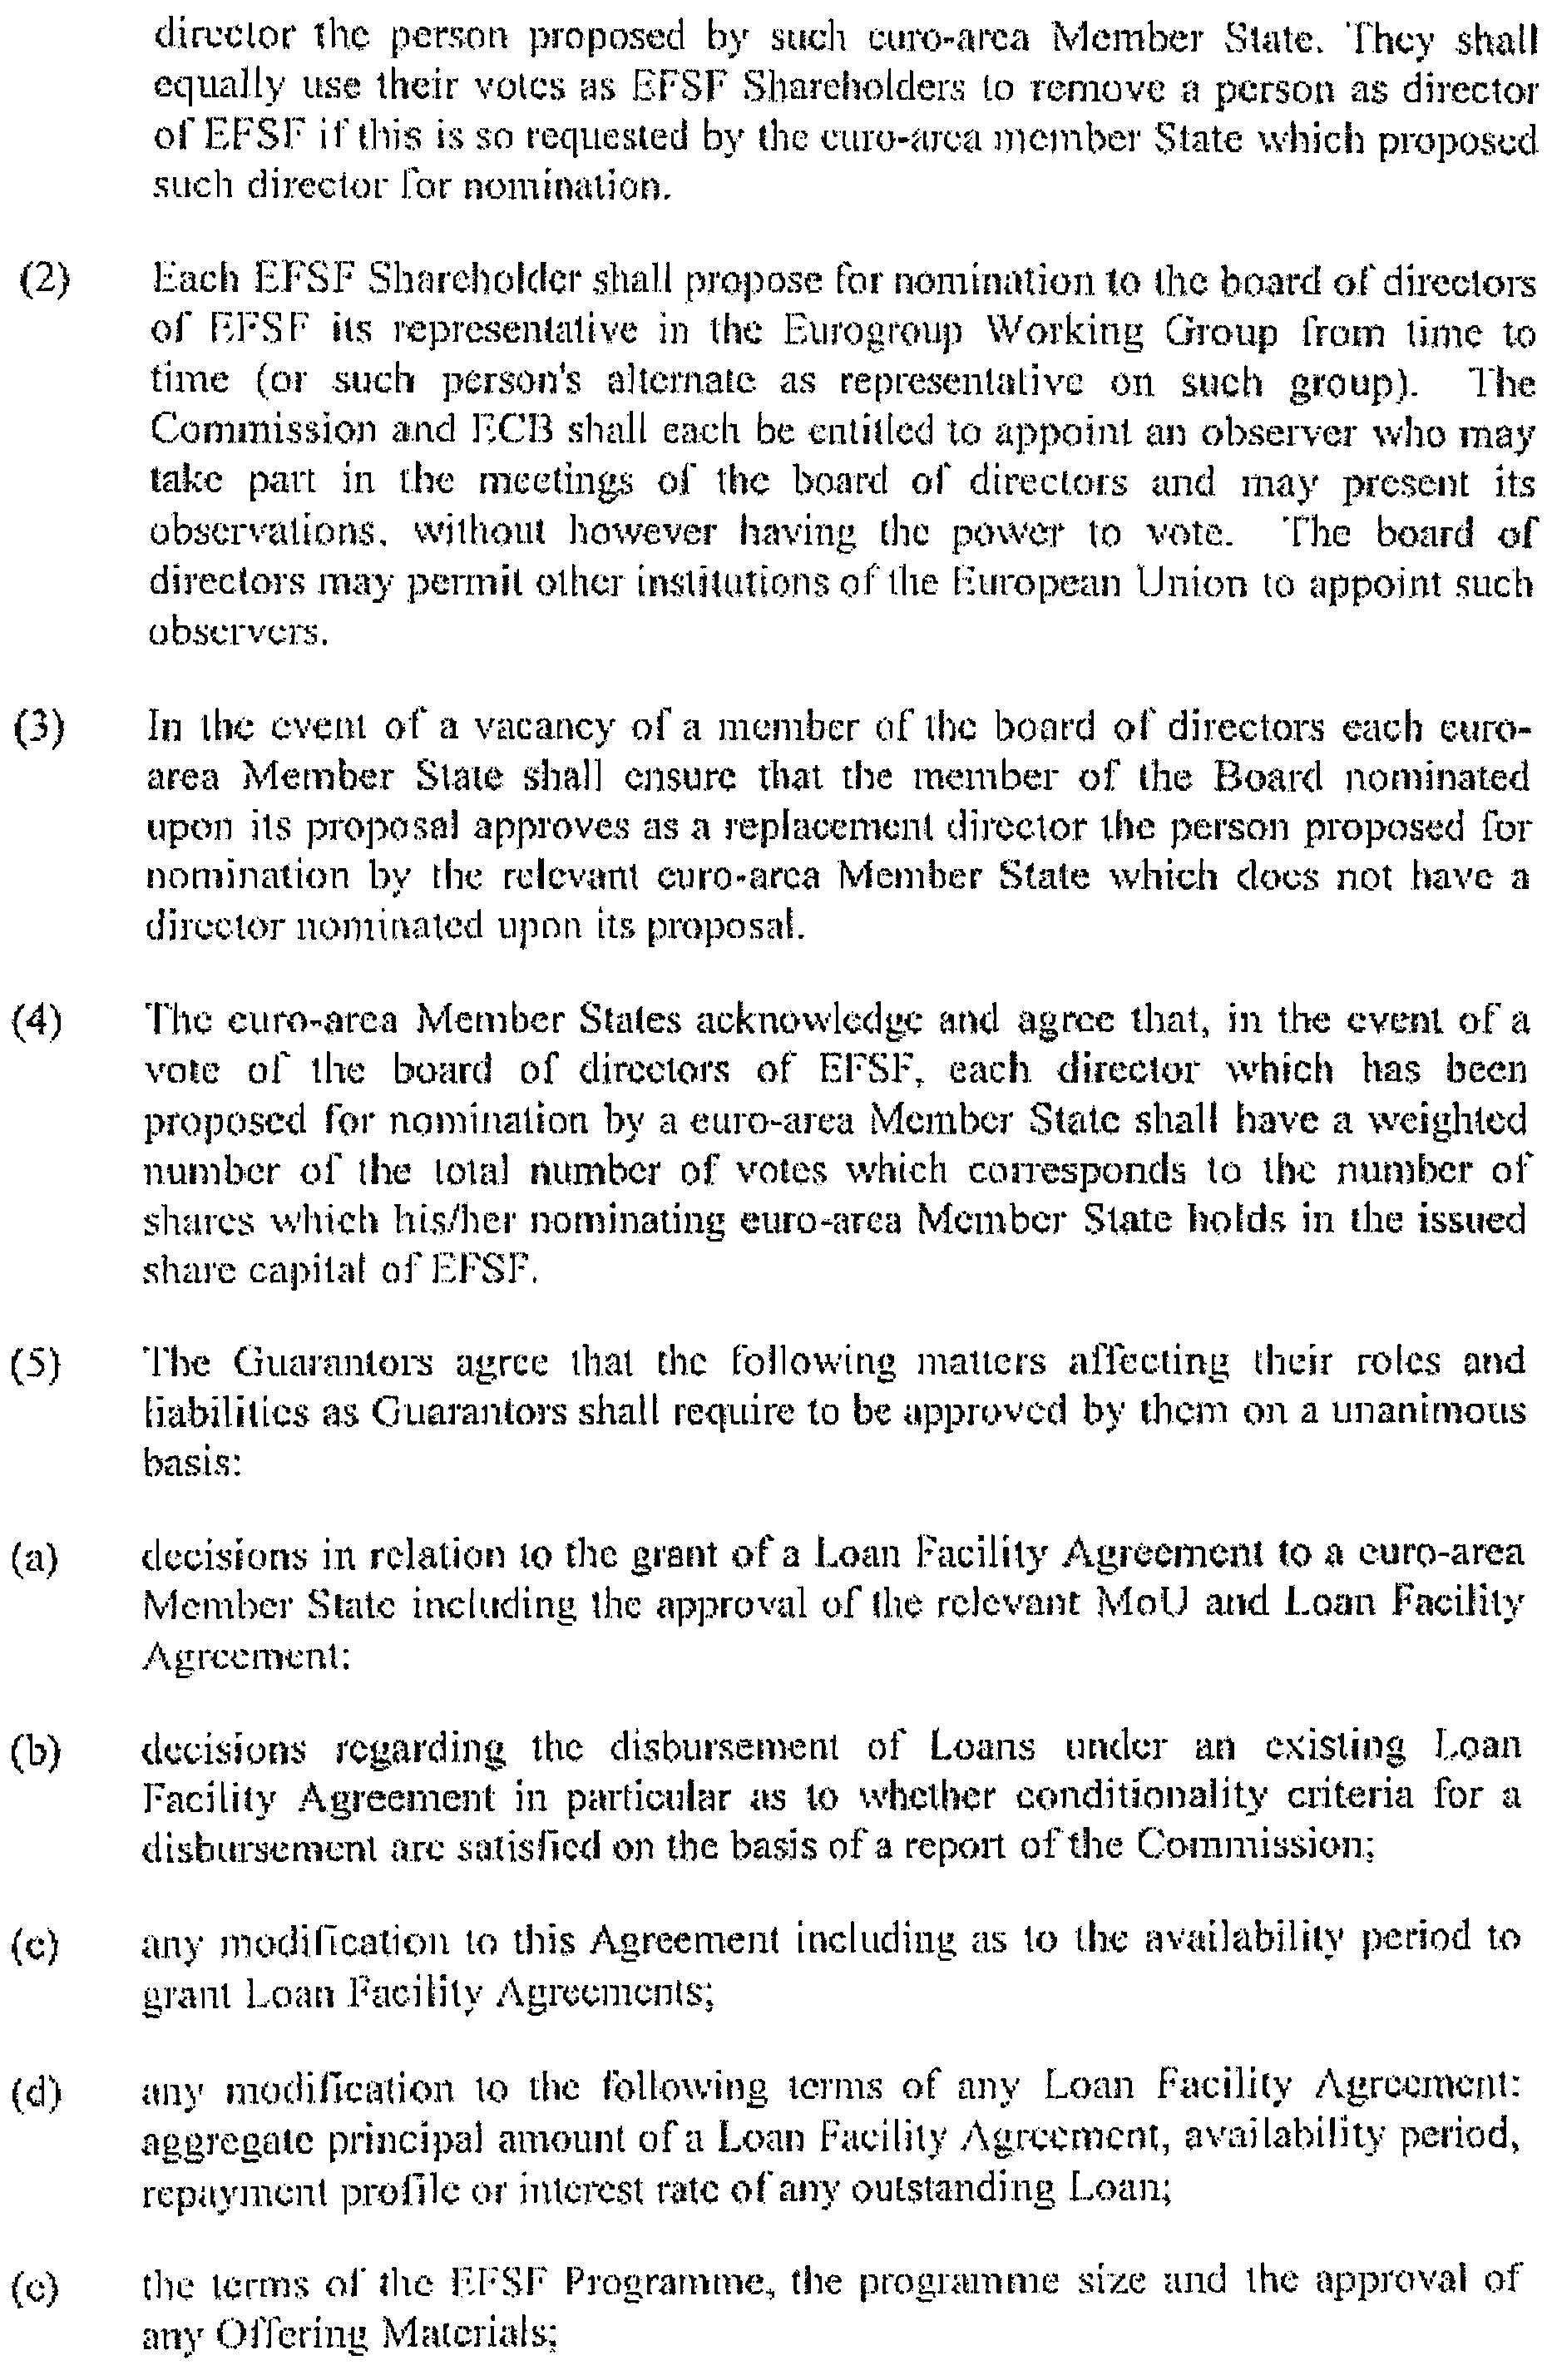 director the person proposed by such euro-area Member State. They shall
equally use their votes as EFSF Shareholders to remove a person as director
of EFSF if this is so requested by the euro-area member State which proposed
such director for nomination.
(2) Each EFSF Shareholder shall propose for nomination to the board of directors
of EFSF its representative in the Eurogroup Working Group from time to
time (or such person's alternate as representative on such group). The
Commission and ECB shall each be entitled to appoint an observer who may
take part in the meetings of the board of directors and may present its
observations, without however having the power to vote. The board of
directors may permit other institutions of the European Union to appoint such
observers.
(3) In the event of a vacancy of a member of the board of directors each euro-
area Member State shall ensure that the member of the Board nominated
upon its proposal approves as a replacement director the person proposed for
nomination by the relevant euro-area Member State which does not have a
director nominated upon its proposal.
(4) The euro-area Member States acknowledge and agree that, in the event of a
vote of the board of directors of EFSF, each director which has been
proposed for nomination by a euro-area Member State shall have a weighted
number of the total number of votes which corresponds to the number of
shares which his/her nominating euro-area Member State holds in the issued
share capital of EFSF.
(5) The Guarantors agree that the following matters affecting their roles and
liabilities as Guarantors shall require to be approved by them on a unanimous
basis:
(a) decisions in relation to the grant of a Loan Facility Agreement to a euro-area
Member State including the approval of the relevant MoU and Loan Facility
Agreement;
(b) decisions regarding the disbursement of Loans under an existing Loan
Facility Agreement in particular as to whether conditionality criteria for a
disbursement are satisfied on the basis of a report of the Commission;
(c) any modification to this Agreement including as to the availability period to
grant Loan Facility Agreements;
(d) any modification to the following terms of any Loan Facility Agreement:
aggregate principal amount of a Loan Facility Agreement, availability period,
repayment profile or interest rate of any outstanding Loan;
(e) the terms of the EFSF Programme, the programme size and the approval of
any Offering Materials;